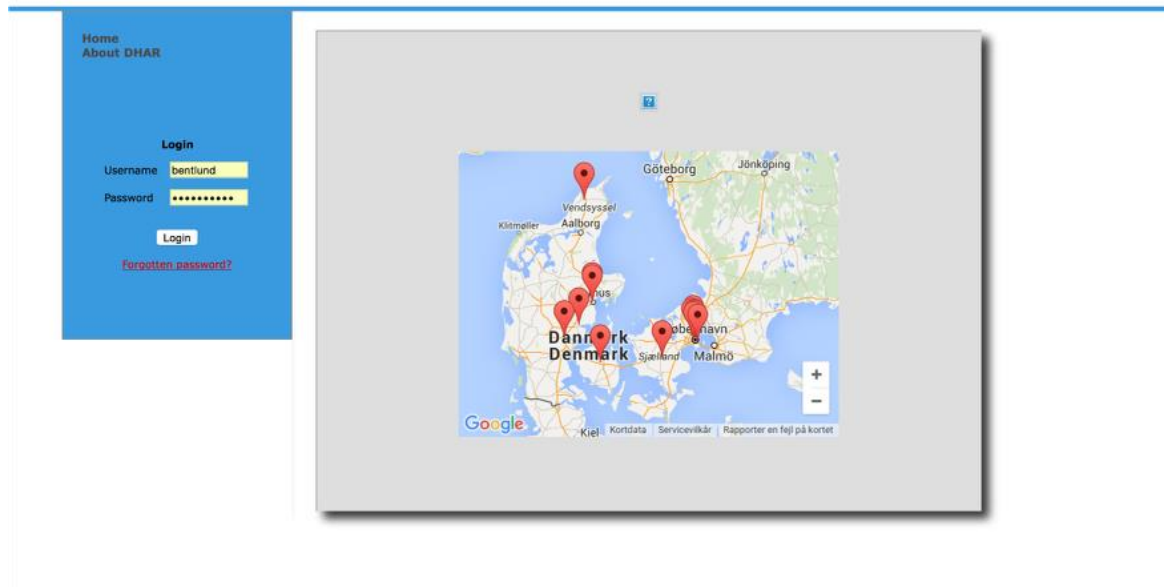 Home
About DHAR
Login
Username bentlund
Password ••••••••••
Login
Forgotten password?
?
Göteborg
Jönköping
Vendsyssel
Klitmøller
Aalborg
Danmark
Denmark
Sjælland
Malmö
+
−
Google
Kiel
Kortdata
Servicevilkår
Rapporter en fejl på kortet